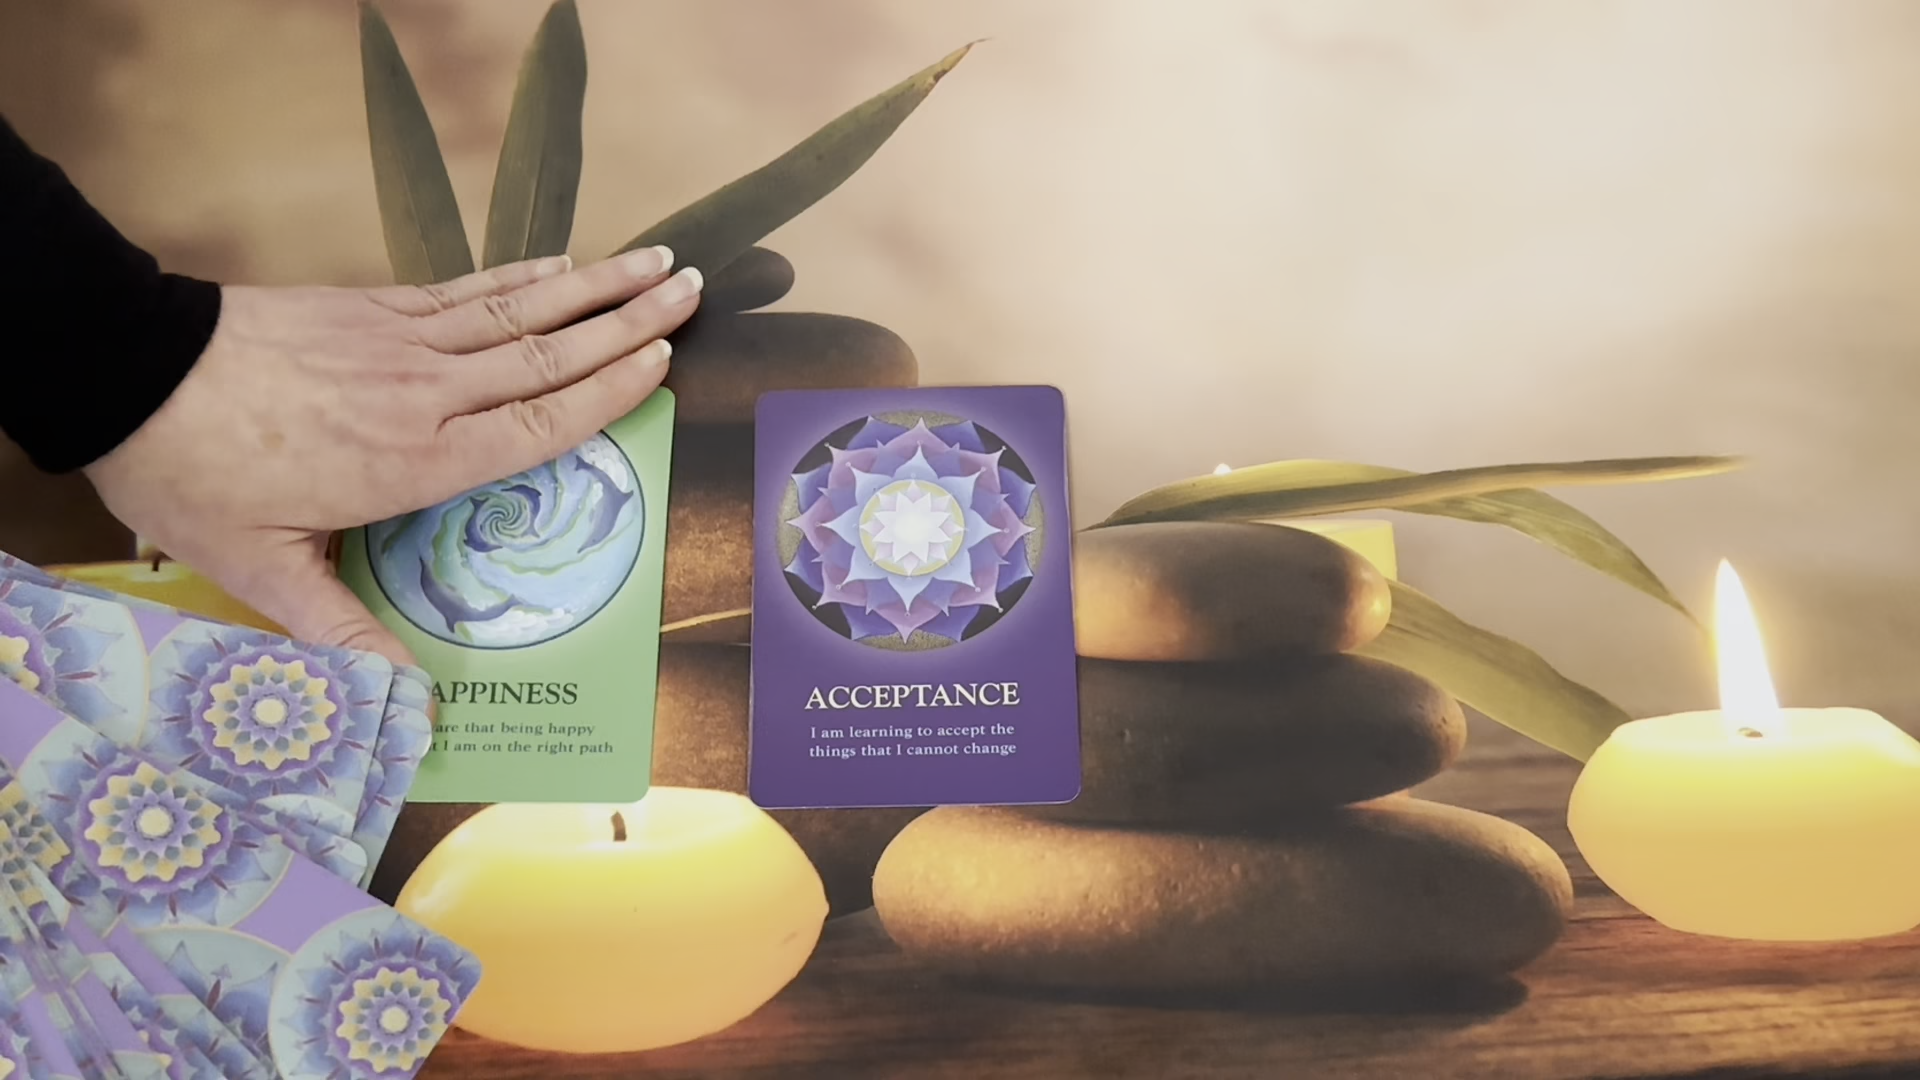 APPINESS
are that being happy
t I am on the right path
ACCEPTANCE
I am learning to accept the
things that I cannot change